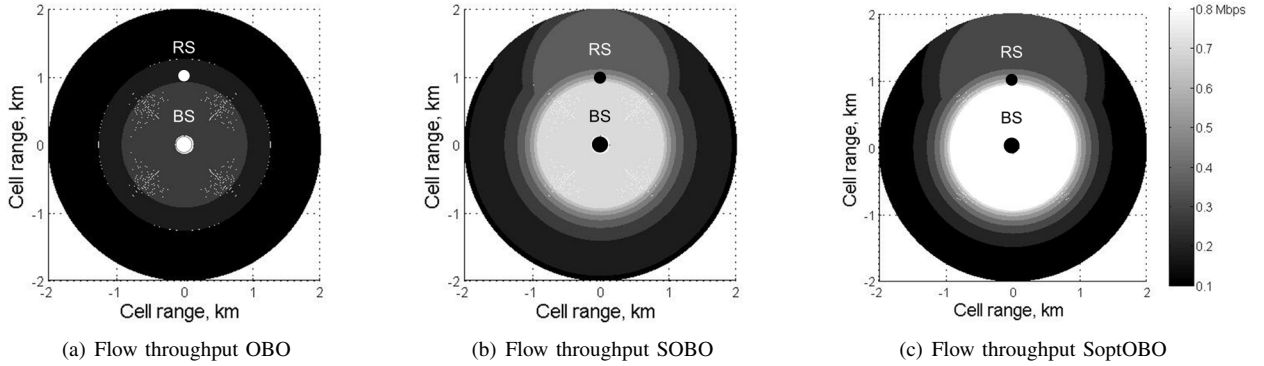 2
1
0
-1
-2
-2
-1
0
1
2
Cell range, km
Cell range, km
RS
BS
(a) Flow throughput OBO
2
1
0
-1
-2
-2
-1
0
1
2
Cell range, km
Cell range, km
RS
BS
(b) Flow throughput SOBO
2
1
0
-1
-2
-2
-1
0
1
2
Cell range, km
Cell range, km
RS
BS
0.8 Mbps
0.7
0.6
0.5
0.4
0.3
0.2
0.1
(c) Flow throughput SoptOBO